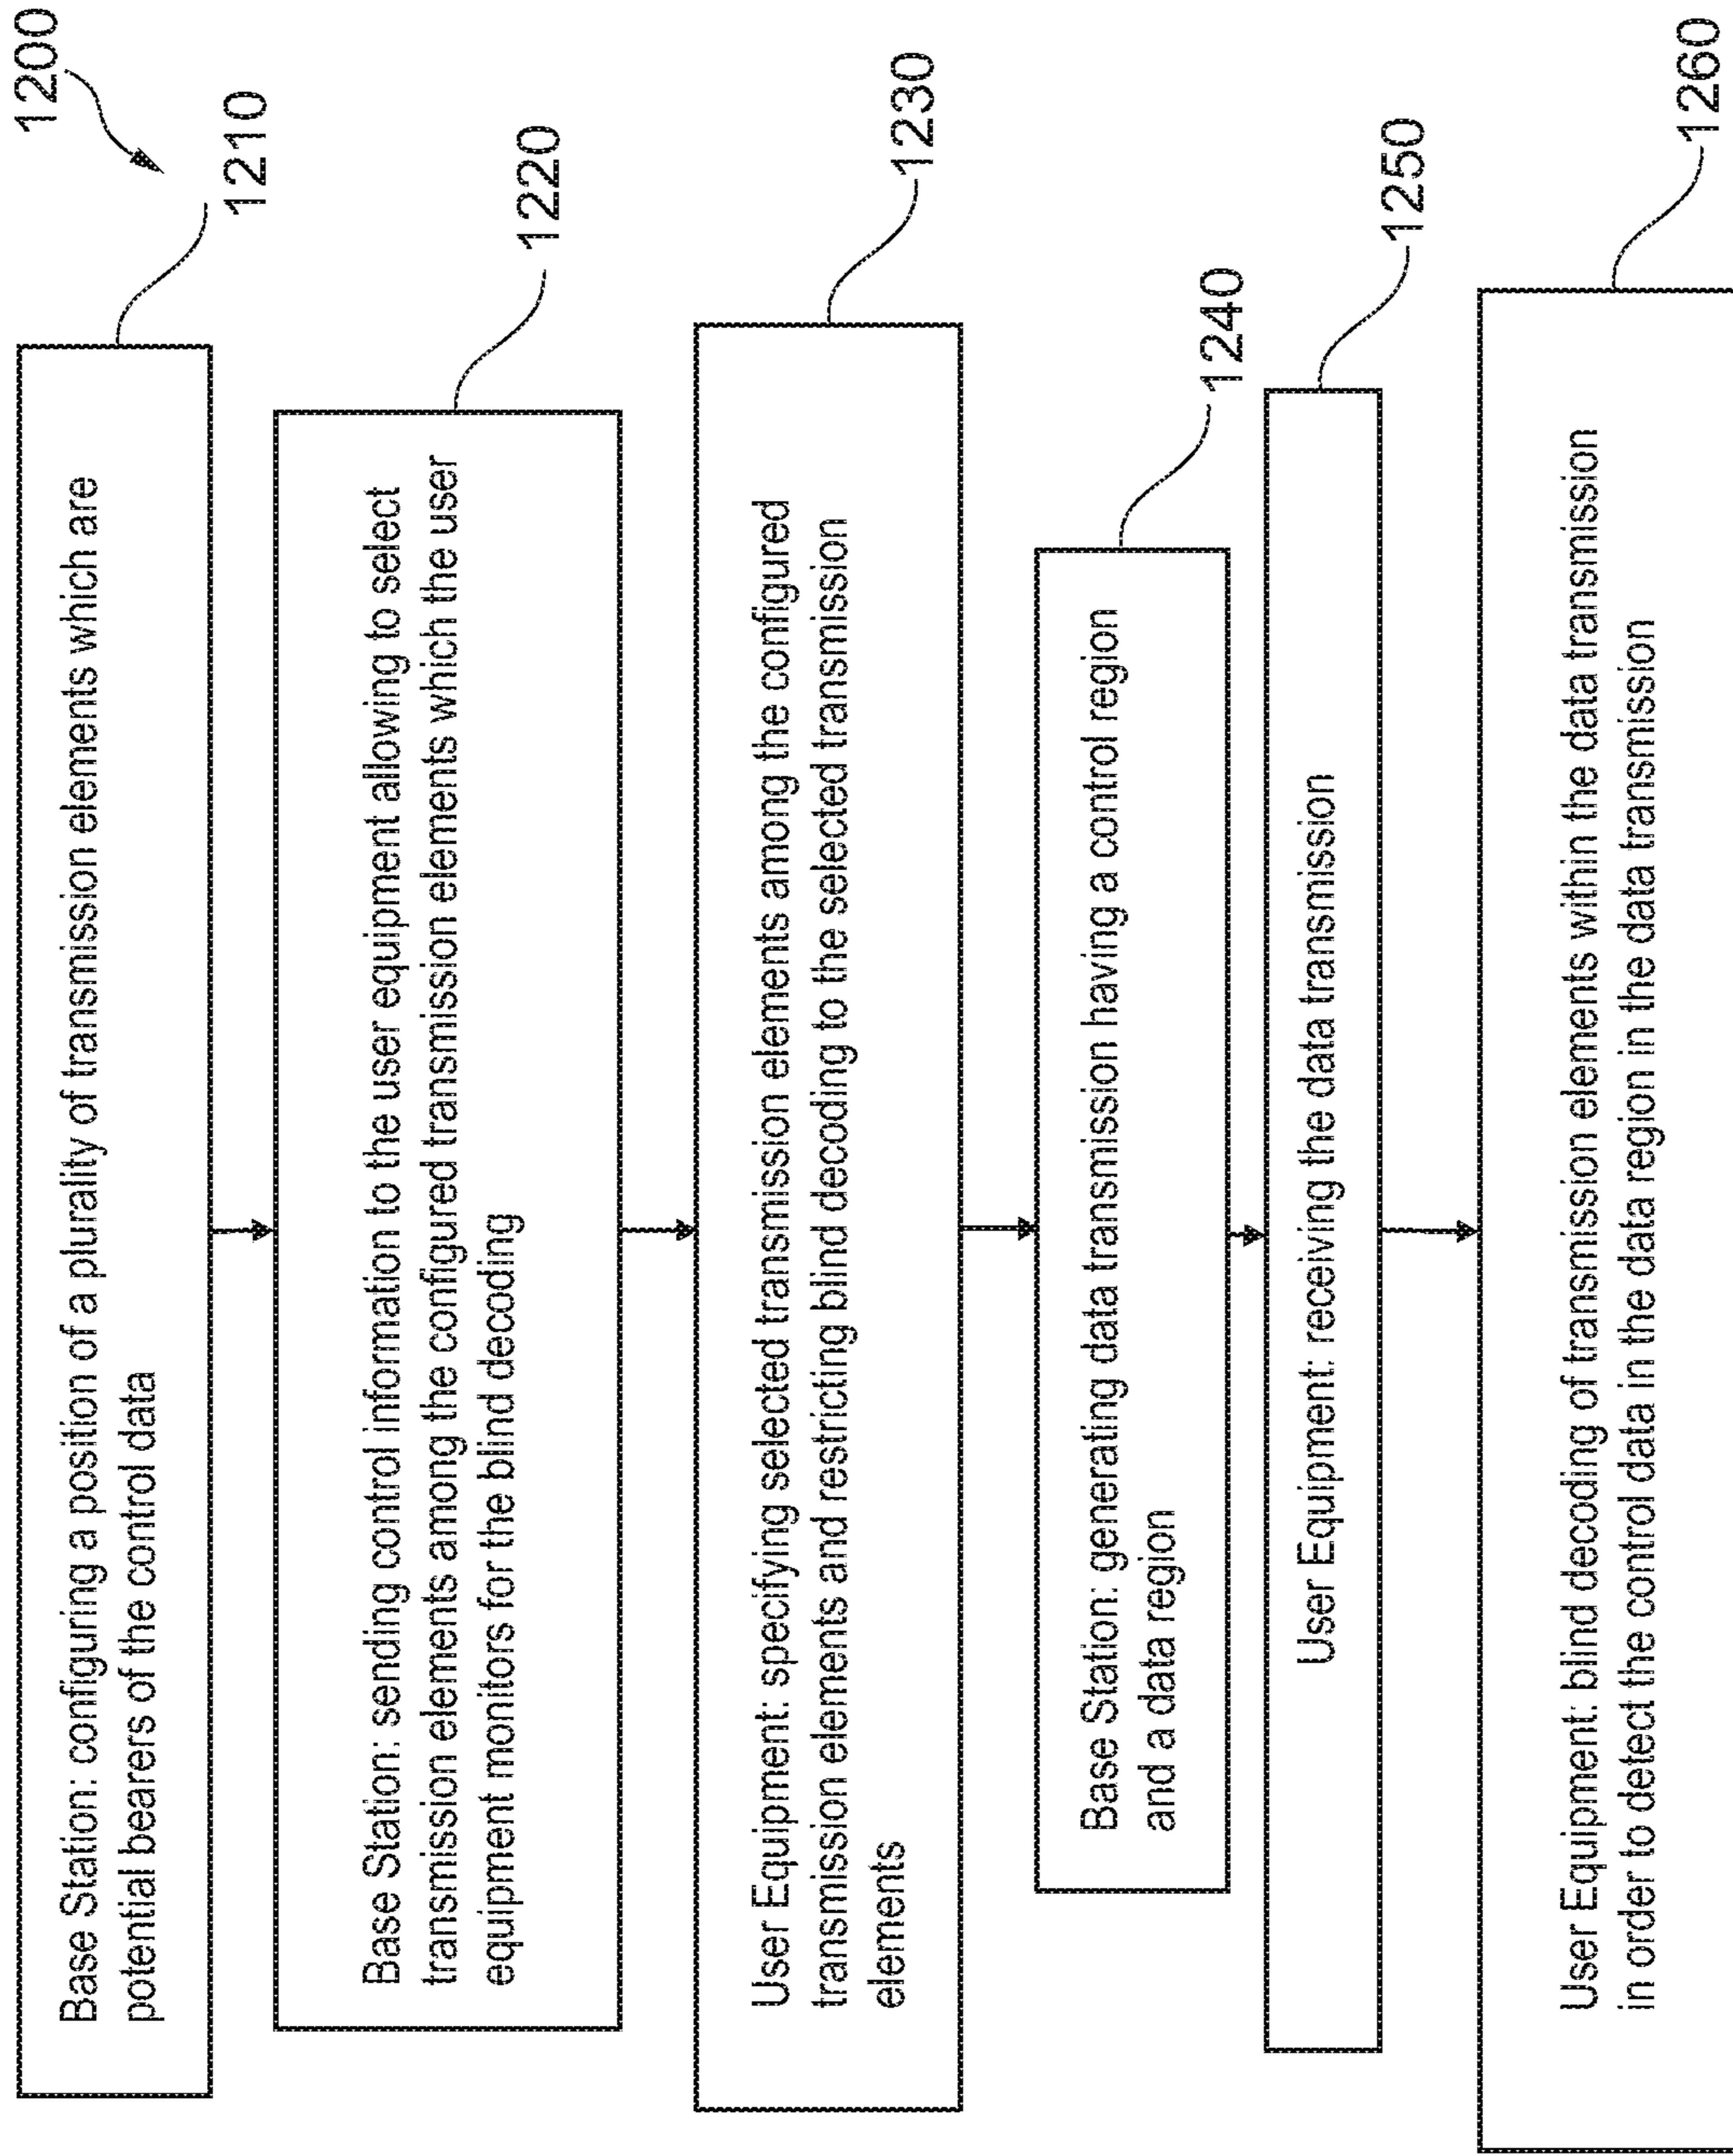 1200
1210
Base Station: configuring a position of a plurality of transmission elements which are
potential bearers of the control data
1220
Base Station: sending control information to the user equipment allowing to select
transmission elements among the configured transmission elements which the user
equipment monitors for the blind decoding
1230
User Equipment: specifying selected transmission elements among the configured
transmission elements and restricting blind decoding to the selected transmission
elements
1240
Base Station: generating data transmission having a control region
and a data region
1250
User Equipment: receiving the data transmission
1260
User Equipment: blind decoding of transmission elements within the data transmission
in order to detect the control data in the data region in the data transmission